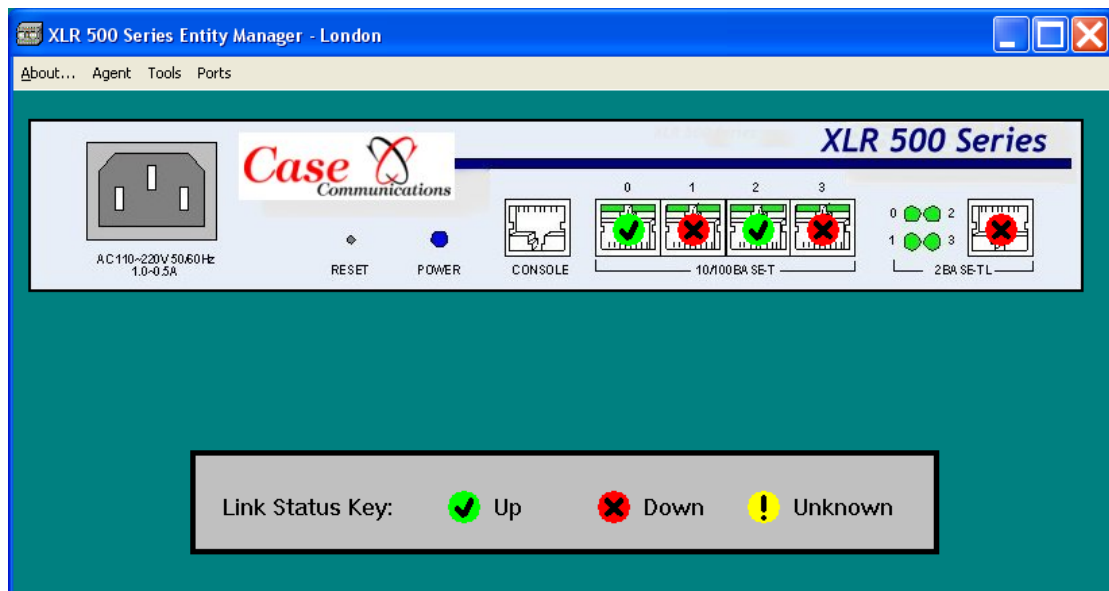 XLR 500 Series Entity Manager - London
About... Agent Tools Ports
XLR 500 Series
Case
Communications
0 1 2 3
0 2
1 3
AC110~220V 50/60Hz
1.0~0.5A
RESET POWER CONSOLE 10/100BASE-T 2BASE-TL
Link Status Key: Up Down Unknown